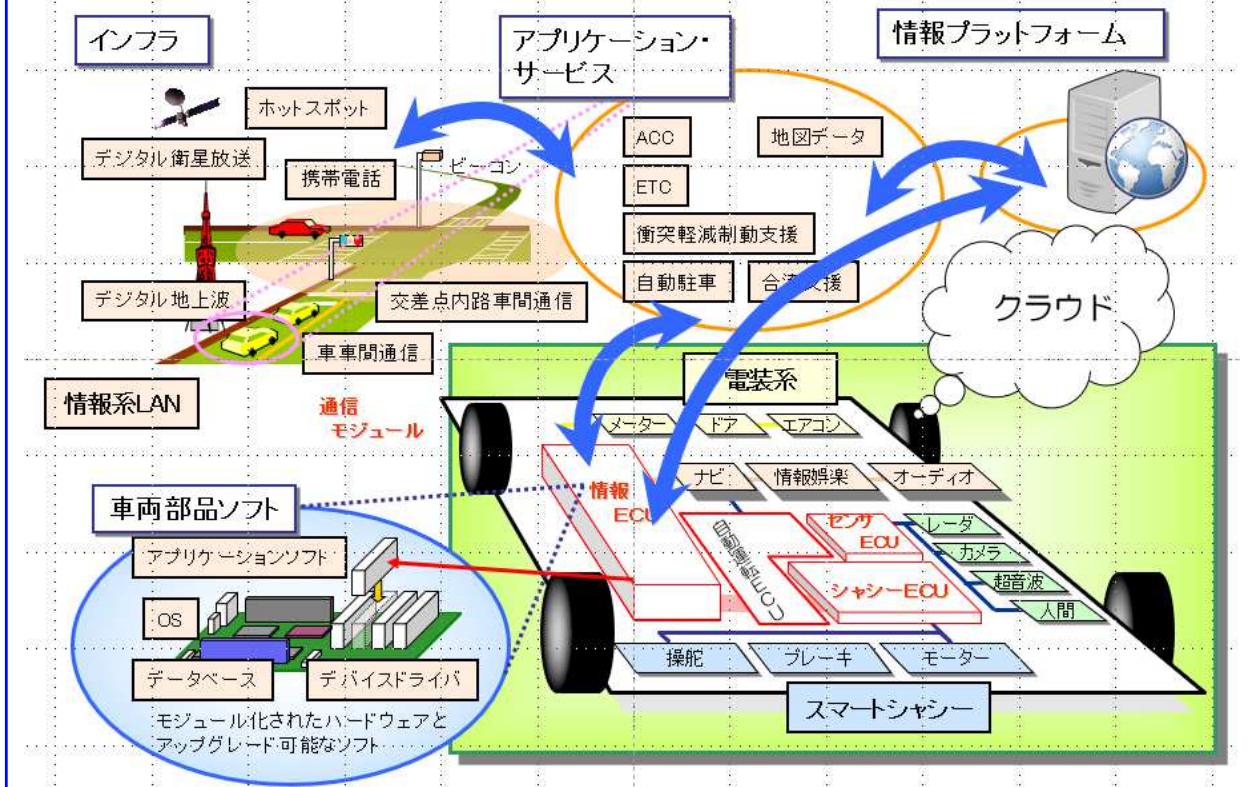 インフラ
アプリケーション・
サービス
情報プラットフォーム
ホットスポット
デジタル衛星放送
携帯電話
ビーコン
デジタル地上波
交差点内路車間通信
車車間通信
情報系LAN
通信
モジュール
ACC
地図データ
ETC
衝突軽減制動支援
自動駐車
合流支援
クラウド
電装系
メーター
ドア
エアコン
ナビ
情報娯楽
オーディオ
情報
ECU
自動運転ECU
センサ
ECU
シャシーECU
レーダ
カメラ
超音波
人間
操舵
ブレーキ
モーター
スマートシャシー
車両部品ソフト
アプリケーションソフト
OS
データベース
デバイスドライバ
モジュール化されたハードウェアと
アップグレード可能なソフト